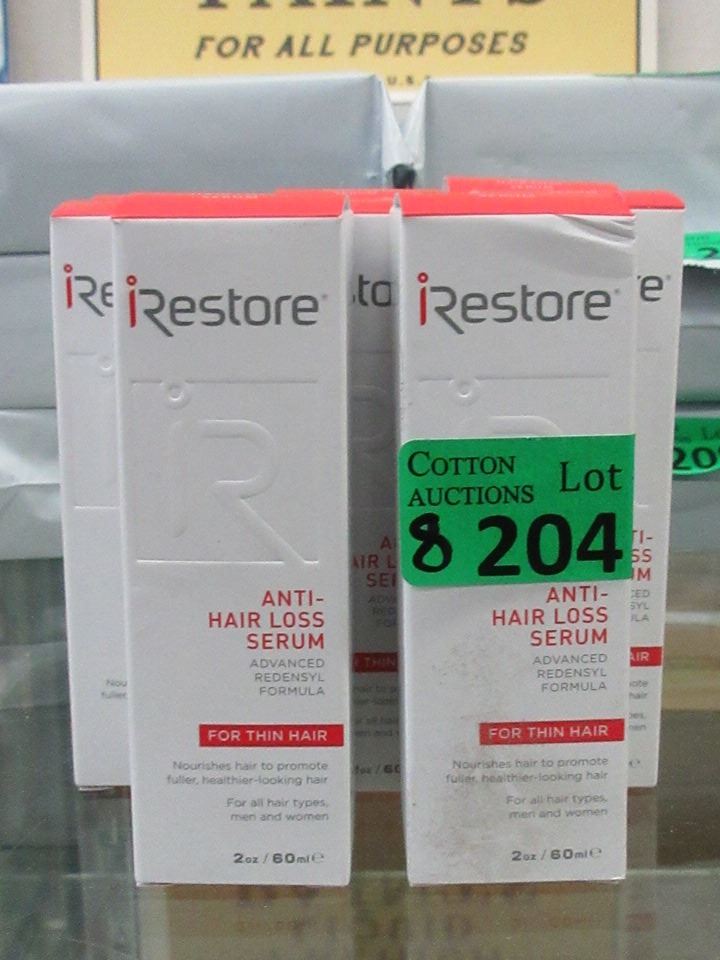 FOR ALL PURPOSES
U.S.A
iRestore
ANTI-
HAIR LOSS
SERUM
ADVANCED
REDENSYL
FORMULA
FOR THIN HAIR
Nourishes hair to promote
fuller, healthier-looking hair
For all hair types,
men and women
2oz / 60ml e
iRestore
COTTON
AUCTIONS
Lot
8 204
ANTI-
HAIR LOSS
SERUM
ADVANCED
REDENSYL
FORMULA
FOR THIN HAIR
Nourishes hair to promote
fuller, healthier-looking hair
For all hair types,
men and women
2oz / 60ml e